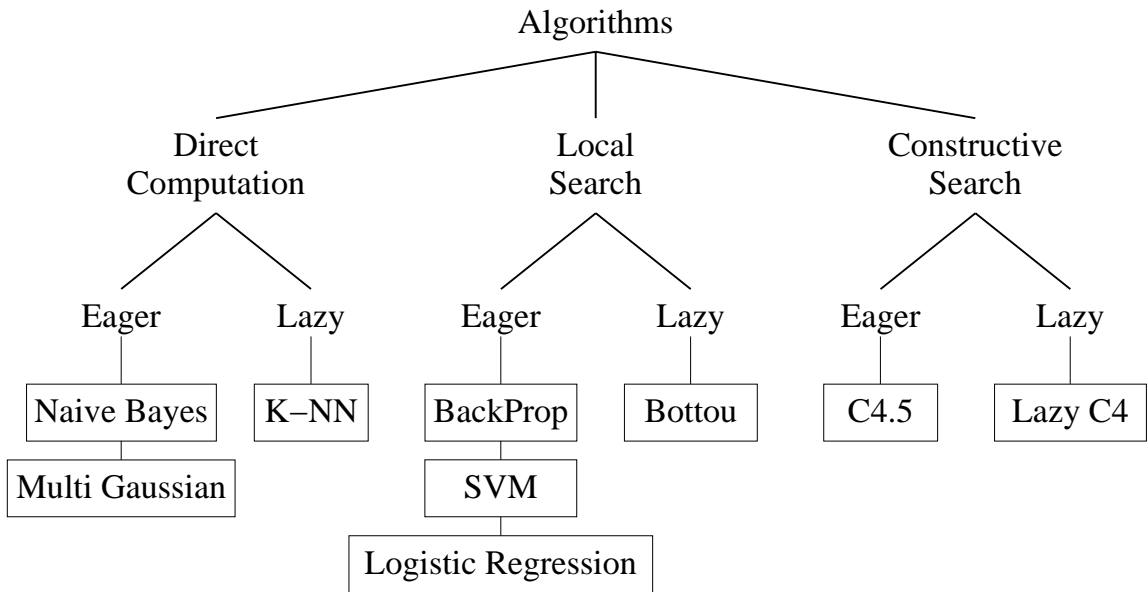 Algorithms
Direct
Computation
Local
Search
Constructive
Search
Eager
Lazy
Eager
Lazy
Eager
Lazy
Naive Bayes
K–NN
BackProp
Bottou
C4.5
Lazy C4
Multi Gaussian
SVM
Logistic Regression